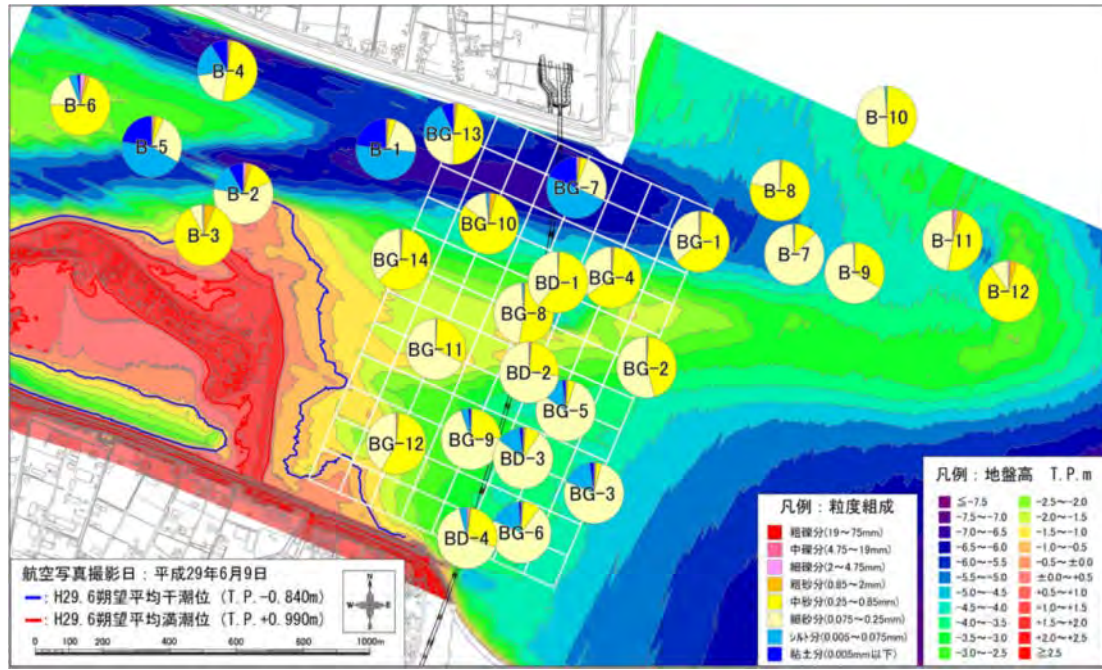 B-4
B-6
B-10
BG-13
B-5
B-1
BG-7
B-8
B-2
BG-10
B-3
BG-1
B-11
B-7
BG-14
BG-4
B-9
BD-1
B-12
BG-8
BG-11
BG-2
BD-2
BG-5
BG-12
BG-9
BD-3
BG-3
BG-6
BD-4
凡例：粒度組成
粗礫分(19～75mm)
中礫分(4.75～19mm)
細礫分(2～4.75mm)
粗砂分(0.85～2mm)
中砂分(0.25～0.85mm)
細砂分(0.075～0.25mm)
シルト分(0.005～0.075mm)
粘土分(0.005mm以下)
凡例：地盤高 T.P.m
≦-7.5
-7.5～-7.0
-7.0～-6.5
-6.5～-6.0
-6.0～-5.5
-5.5～-5.0
-5.0～-4.5
-4.5～-4.0
-4.0～-3.5
-3.5～-3.0
-3.0～-2.5
-2.5～-2.0
-2.0～-1.5
-1.5～-1.0
-1.0～-0.5
-0.5～±0.0
±0.0～+0.5
+0.5～+1.0
+1.0～+1.5
+1.5～+2.0
+2.0～+2.5
≧2.5
航空写真撮影日：平成29年6月9日
：H29.6朔望平均干潮位 (T.P.-0.840m)
：H29.6朔望平均満潮位 (T.P.+0.990m)
N
W
E
S
0 100 200 400 600 800 1000m